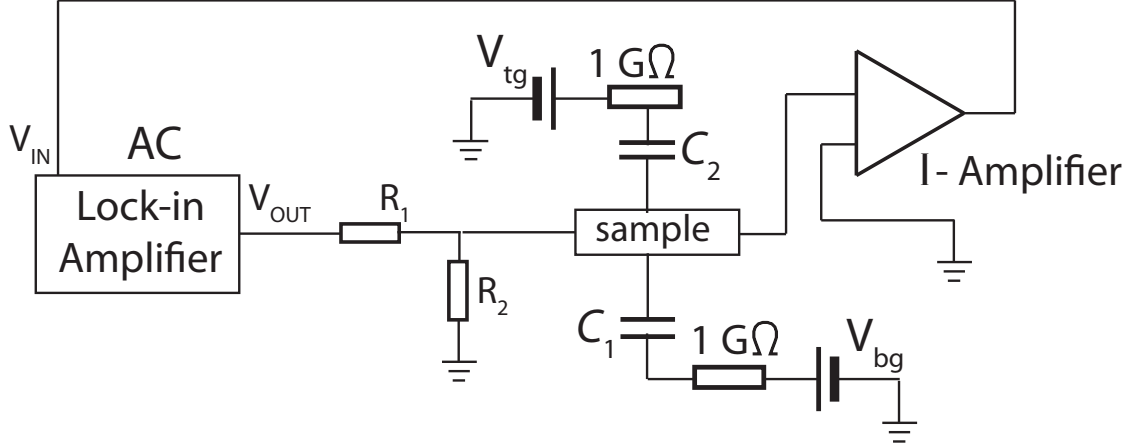 V_tg
1 GΩ
V_IN
AC
C_2
I- Amplifier
Lock-in
Amplifier
V_OUT
R_1
sample
R_2
C_1
1 GΩ
V_bg